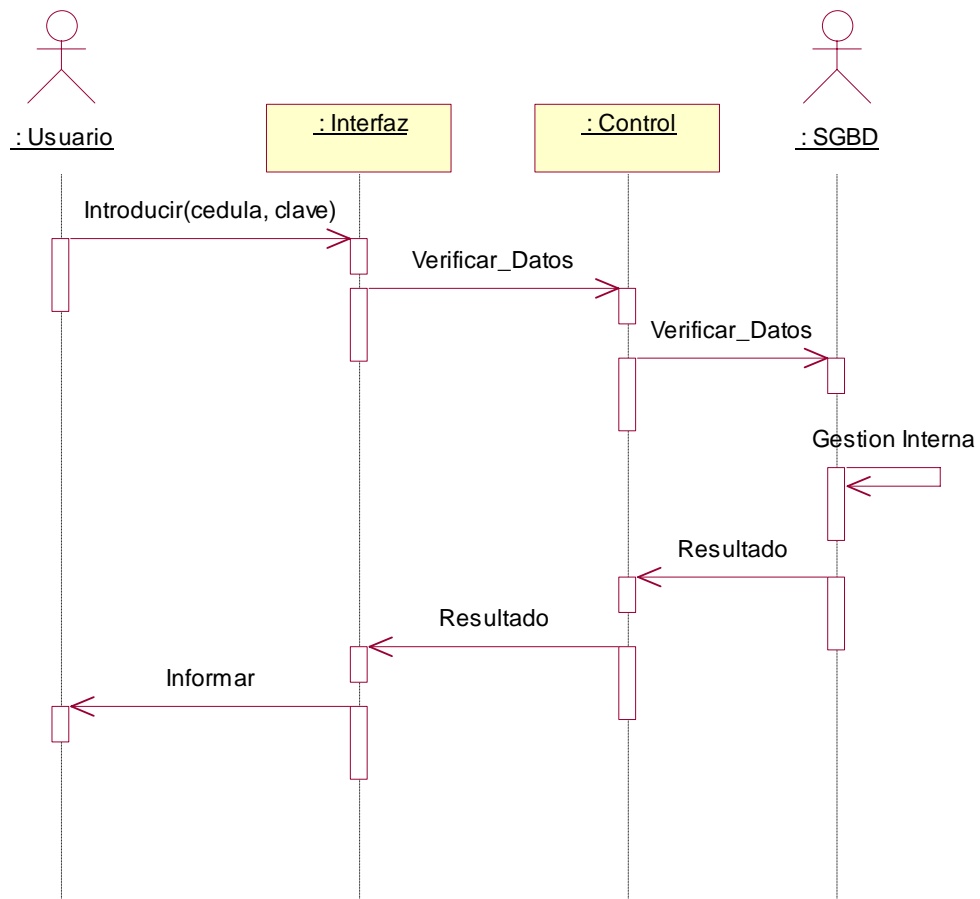 : Usuario
: Interfaz
: Control
: SGBD
Introducir(cedula, clave)
Verificar_Datos
Verificar_Datos
Gestion Interna
Resultado
Resultado
Informar